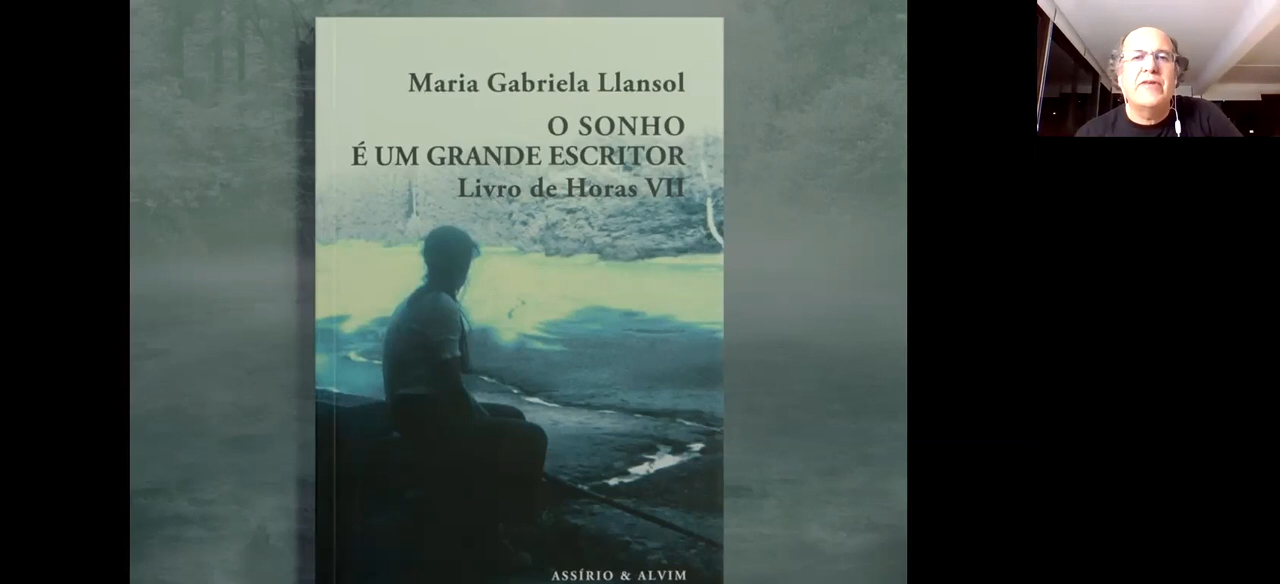 Maria Gabriela Llansol
O SONHO
É UM GRANDE ESCRITOR
Livro de Horas VII
ASSÍRIO & ALVIM